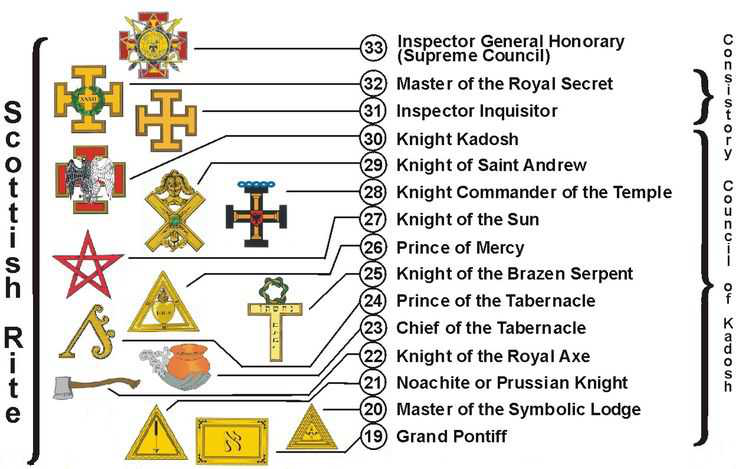 Scottish Rite
33 Inspector General Honorary
(Supreme Council)
32 Master of the Royal Secret
31 Inspector Inquisitor
30 Knight Kadosh
29 Knight of Saint Andrew
28 Knight Commander of the Temple
27 Knight of the Sun
26 Prince of Mercy
25 Knight of the Brazen Serpent
24 Prince of the Tabernacle
23 Chief of the Tabernacle
22 Knight of the Royal Axe
21 Noachite or Prussian Knight
20 Master of the Symbolic Lodge
19 Grand Pontiff
Consistory
Council of Kadosh
XXXII